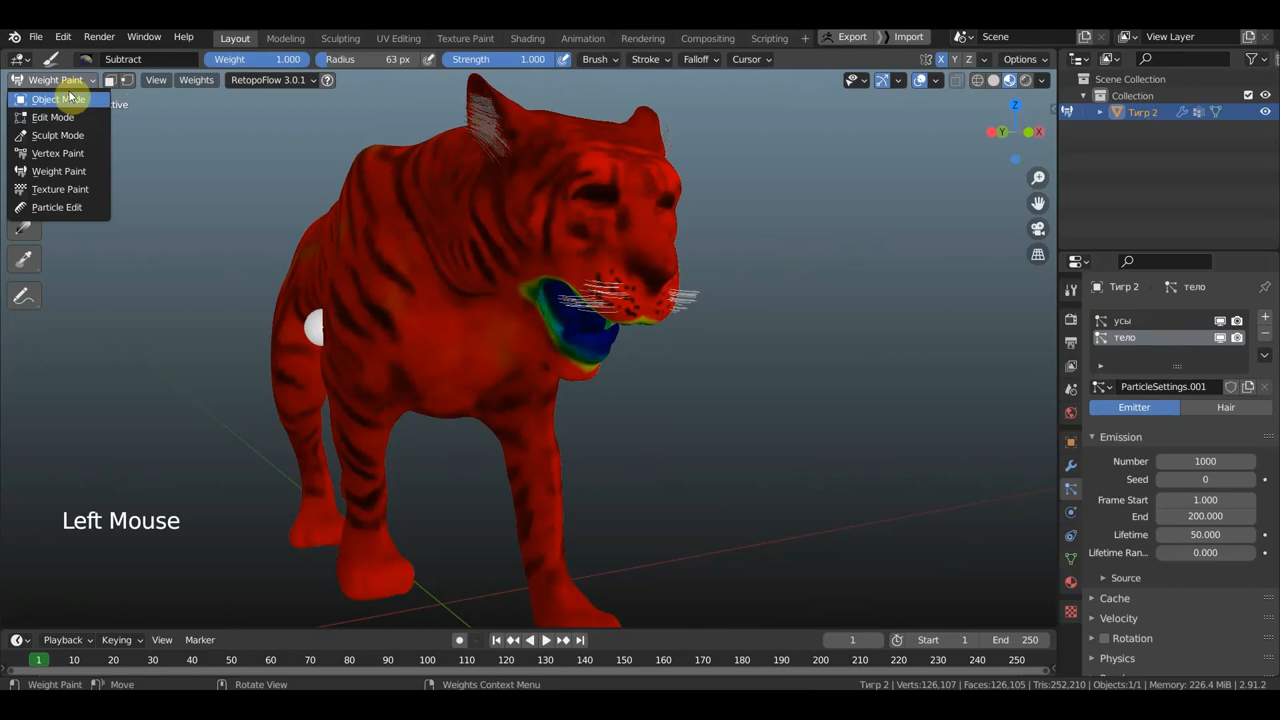 File Edit Render Window Help Layout Modeling Sculpting UV Editing Texture Paint Shading Animation Rendering Compositing Scripting + Export Import Scene View Layer
Subtract Weight 1.000 Radius 63 px Strength 1.000 Brush Stroke Falloff Cursor X Y Z Options
Weight Paint View Weights RetopoFlow 3.0.1
Scene Collection
Collection
Тигр 2
Object Mode
Edit Mode
Sculpt Mode
Vertex Paint
Weight Paint
Texture Paint
Particle Edit
Z
Y X
Тигр 2 тело
усы
тело
ParticleSettings.001
Emitter Hair
Emission
Number 1000
Seed 0
Frame Start 1.000
End 200.000
Lifetime 50.000
Lifetime Ran... 0.000
Source
Cache
Velocity
Rotation
Physics
Left Mouse
Playback Keying View Marker 1 Start 1 End 250
1 10 20 30 40 50 60 70 80 90 100 110 120 130 140 150 160 170 180 190 200 210 220 230 240 250
Weight Paint Move Rotate View Weights Context Menu Тигр 2 | Verts:126,107 | Faces:126,105 | Tris:252,210 | Objects:1/1 | Memory: 226.4 MiB | 2.91.2